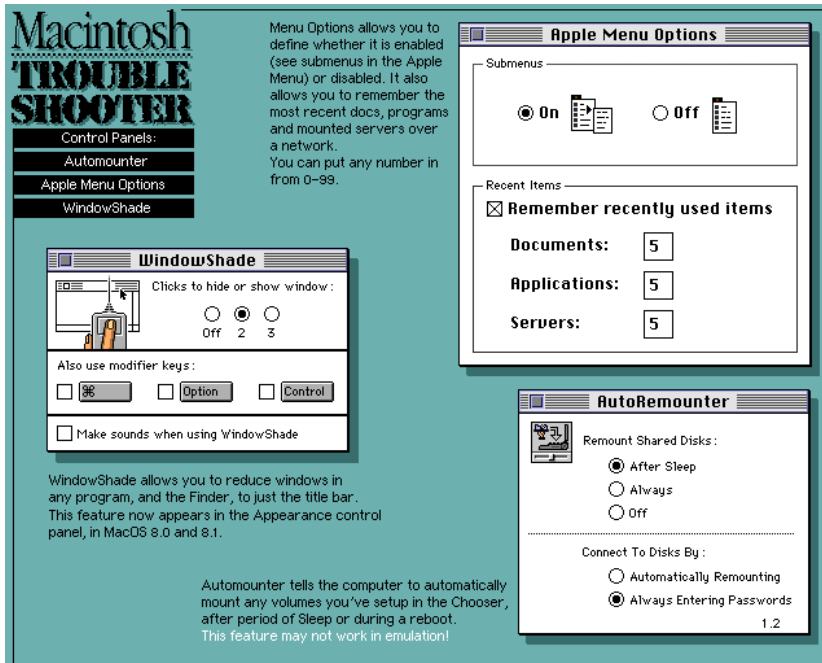 Macintosh
TROUBLE
SHOOTER
Control Panels:
Automounter
Apple Menu Options
WindowShade
Menu Options allows you to
define whether it is enabled
(see submenus in the Apple
Menu) or disabled. It also
allows you to remember the
most recent docs, programs
and mounted servers over
a network.
You can put any number in
from 0-99.
Apple Menu Options
Submenus
On
Off
Recent Items
Remember recently used items
Documents: 5
Applications: 5
Servers: 5
WindowShade
Clicks to hide or show window:
Off 2 3
Also use modifier keys:
⌘ Option Control
Make sounds when using WindowShade
WindowShade allows you to reduce windows in
any program, and the Finder, to just the title bar.
This feature now appears in the Appearance control
panel, in MacOS 8.0 and 8.1.
AutoRemounter
Remount Shared Disks:
After Sleep
Always
Off
Connect To Disks By:
Automatically Remounting
Always Entering Passwords
1.2
Automounter tells the computer to automatically
mount any volumes you've setup in the Chooser,
after period of Sleep or during a reboot.
This feature may not work in emulation!